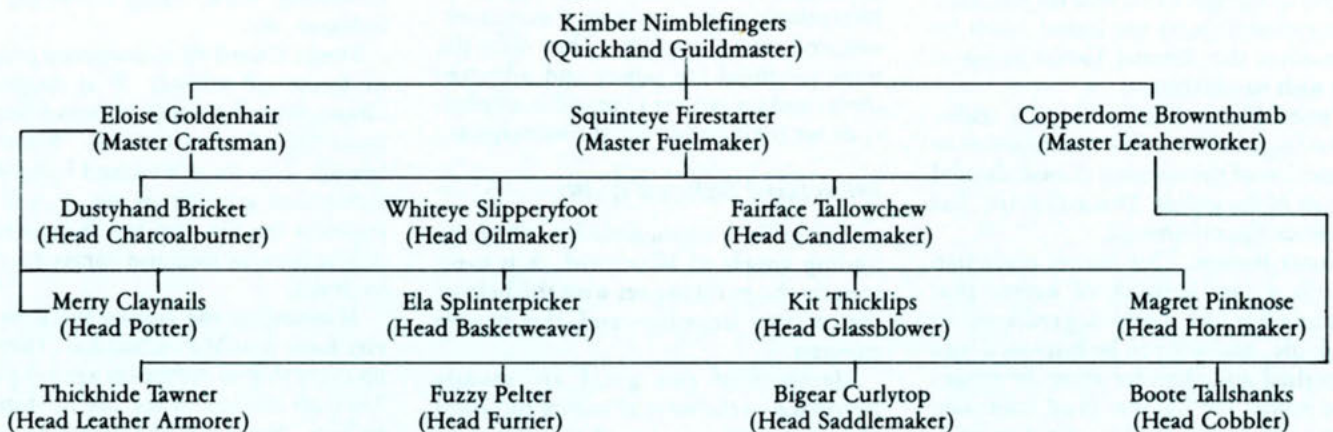 Kimber Nimblefingers
(Quickhand Guildmaster)
Eloise Goldenhair
(Master Craftsman)
Squinteye Firestarter
(Master Fuelmaker)
Copperdome Brownthumb
(Master Leatherworker)
Dustyhand Bricket
(Head Charcoalburner)
Whiteye Slipperyfoot
(Head Oilmaker)
Fairface Tallowchew
(Head Candlemaker)
Merry Claynails
(Head Potter)
Ela Splinterpicker
(Head Basketweaver)
Kit Thicklips
(Head Glassblower)
Magret Pinknose
(Head Hornmaker)
Thickhide Tawner
(Head Leather Armorer)
Fuzzy Pelter
(Head Furrier)
Bigear Curlytop
(Head Saddlemaker)
Boote Tallshanks
(Head Cobbler)